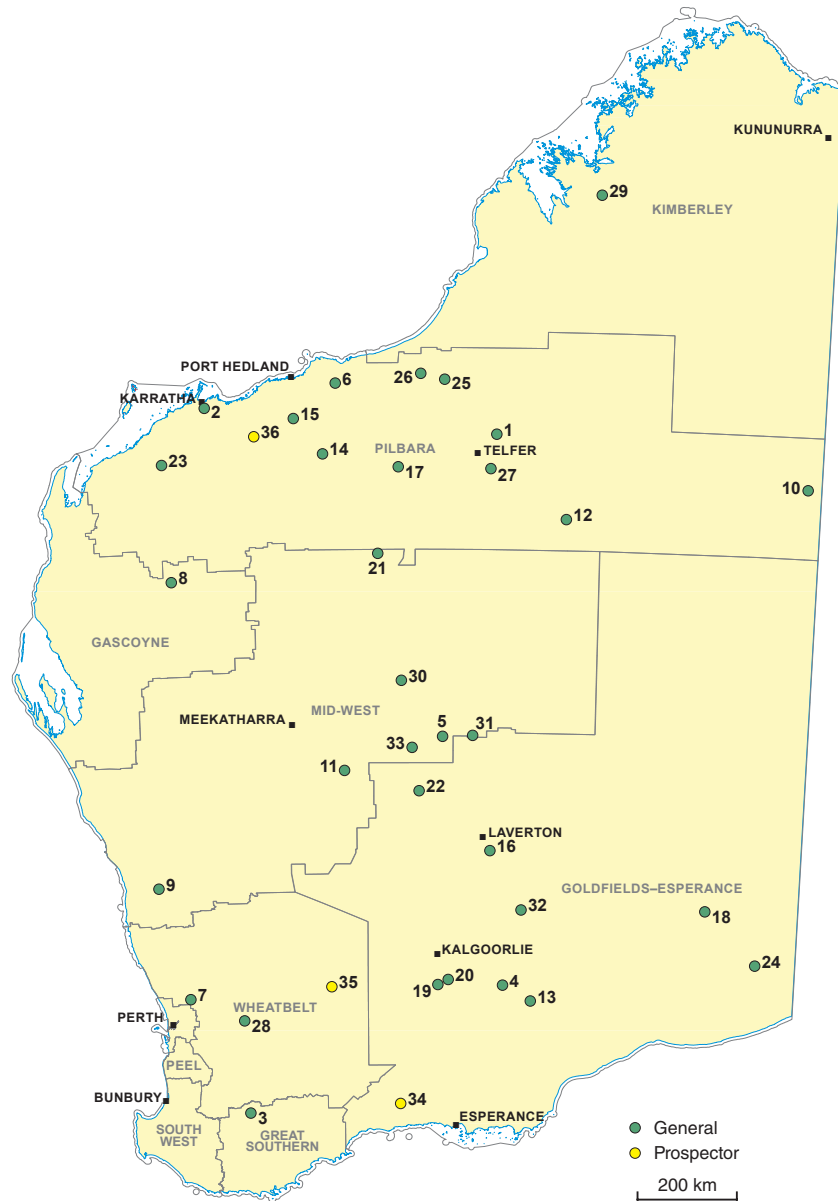 KUNUNURRA
29
KIMBERLEY
PORT HEDLAND
6
26
25
KARRATHA
2
15
36
1
14
PILBARA
TELFER
23
17
27
10
12
21
8
GASCOYNE
30
MID-WEST
MEEKATHARRA
5
31
33
11
22
LAVERTON
16
9
GOLDFIELDS–ESPERANCE
32
18
KALGOORLIE
24
20
35
19
4
7
13
WHEATBELT
PERTH
28
PEEL
BUNBURY
34
3
ESPERANCE
SOUTH
WEST
GREAT
SOUTHERN
General
Prospector
200 km